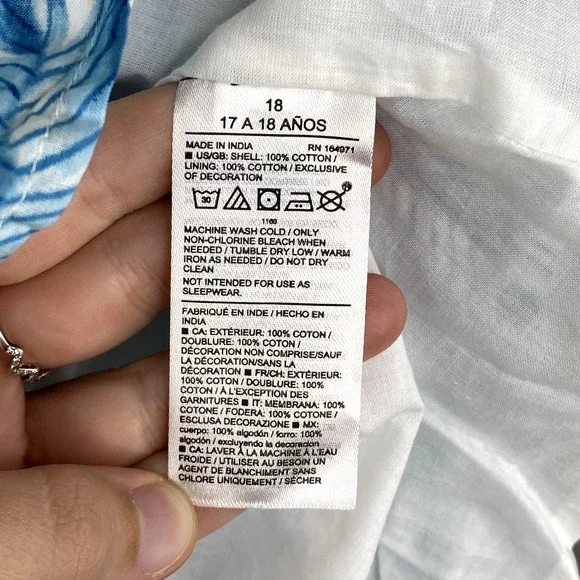 18
17 A 18 AÑOS
MADE IN INDIA RN 164971
■ US/GB: SHELL: 100% COTTON /
LINING: 100% COTTON / EXCLUSIVE
OF DECORATION
30
1168
MACHINE WASH COLD / ONLY
NON-CHLORINE BLEACH WHEN
NEEDED / TUMBLE DRY LOW / WARM
IRON AS NEEDED / DO NOT DRY
CLEAN
NOT INTENDED FOR USE AS
SLEEPWEAR.
FABRIQUÉ EN INDE / HECHO EN
INDIA
■ CA: EXTÉRIEUR: 100% COTON /
DOUBLURE: 100% COTON /
DÉCORATION NON COMPRISE/SAUF
LA DÉCORATION/SANS LA
DÉCORATION ■ FR/CH: EXTÉRIEUR:
100% COTON / DOUBLURE: 100%
COTON / À L'EXCEPTION DES
GARNITURES ■ IT: MEMBRANA: 100%
COTONE / FODERA: 100% COTONE /
ESCLUSA DECORAZIONE ■ MX:
cuerpo: 100% algodón / forro: 100%
algodón / excluyendo la decoracion
■ CA: LAVER À LA MACHINE À L'EAU
FROIDE / UTILISER AU BESOIN UN
AGENT DE BLANCHIMENT SANS
CHLORE UNIQUEMENT / SÉCHER